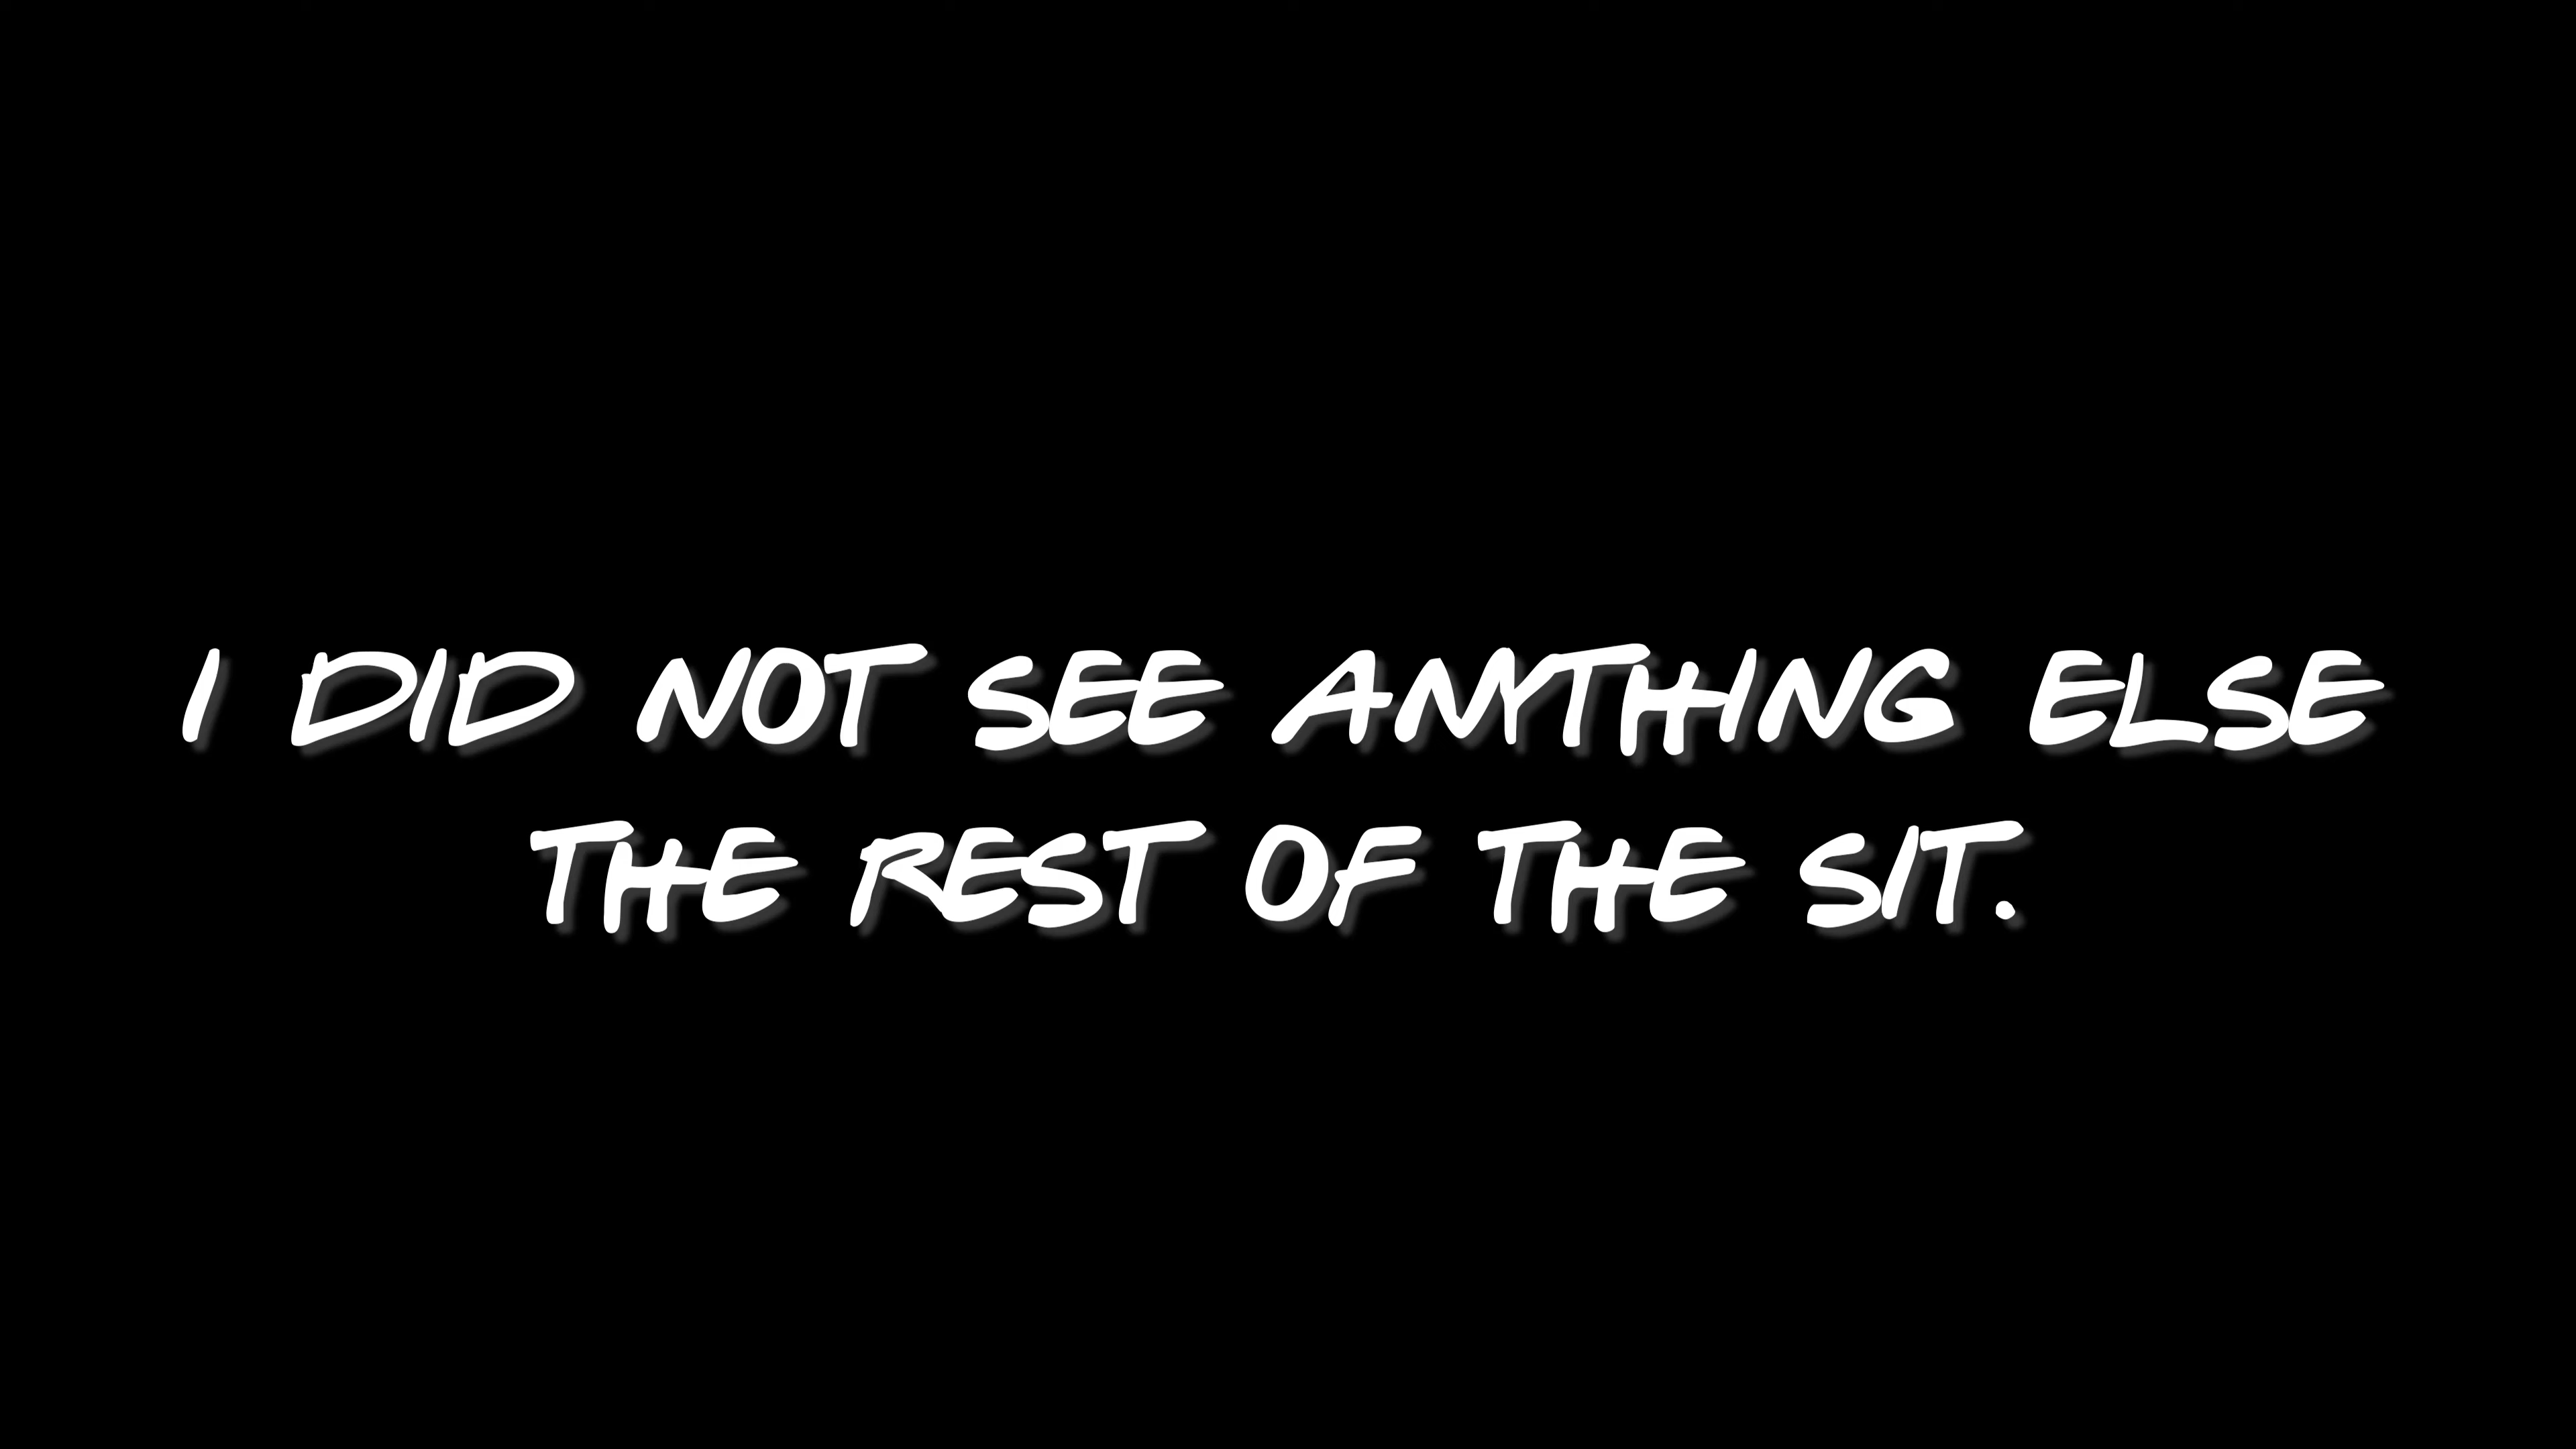 I DID NOT SEE ANYTHING ELSE
THE REST OF THE SIT.